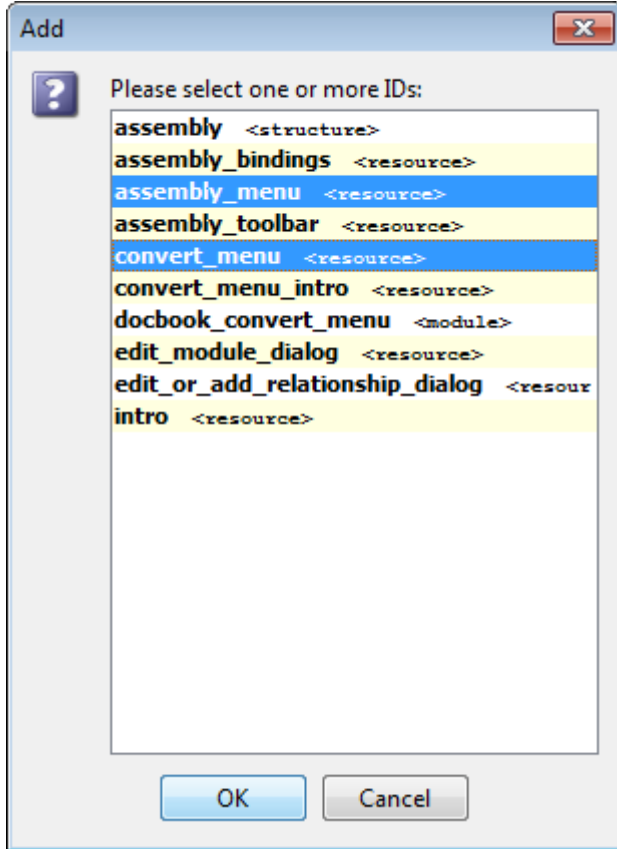 Add
Please select one or more IDs:
assembly <structure>
assembly_bindings <resource>
assembly_menu <resource>
assembly_toolbar <resource>
convert_menu <resource>
convert_menu_intro <resource>
docbook_convert_menu <module>
edit_module_dialog <resource>
edit_or_add_relationship_dialog <resour
intro <resource>
OK Cancel